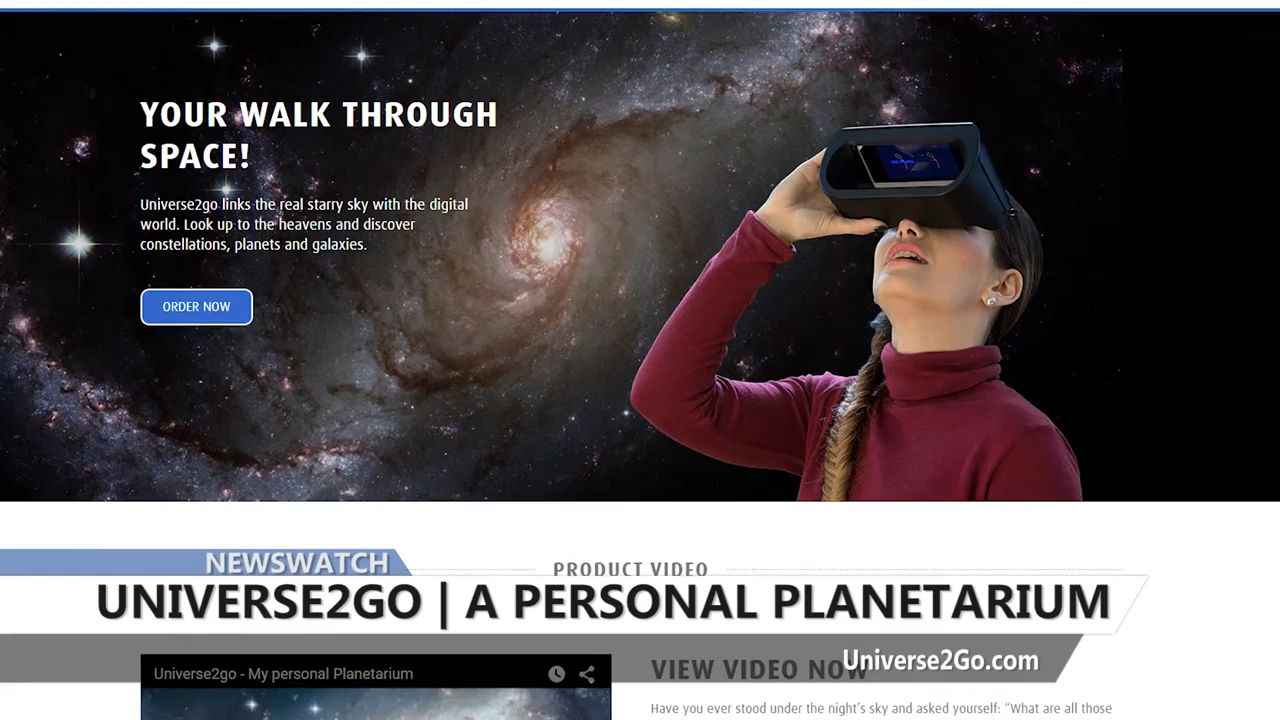 YOUR WALK THROUGH
SPACE!
Universe2go links the real starry sky with the digital
world. Look up to the heavens and discover
constellations, planets and galaxies.
ORDER NOW
PRODUCT VIDEO
NEWSWATCH
UNIVERSE2GO | A PERSONAL PLANETARIUM
Universe2Go.com
Universe2go - My personal Planetarium
VIEW VIDEO NOW
Have you ever stood under the night's sky and asked yourself: “What are all those